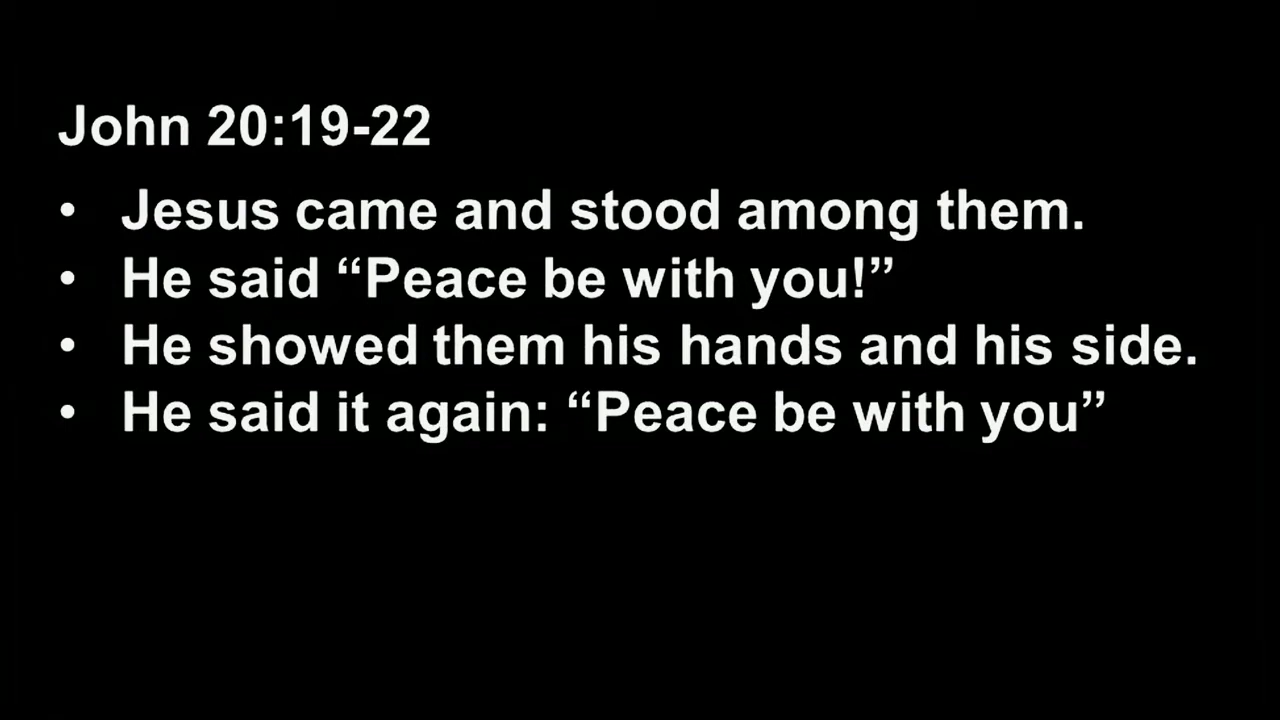 John 20:19-22
• Jesus came and stood among them.
• He said “Peace be with you!”
• He showed them his hands and his side.
• He said it again: “Peace be with you”